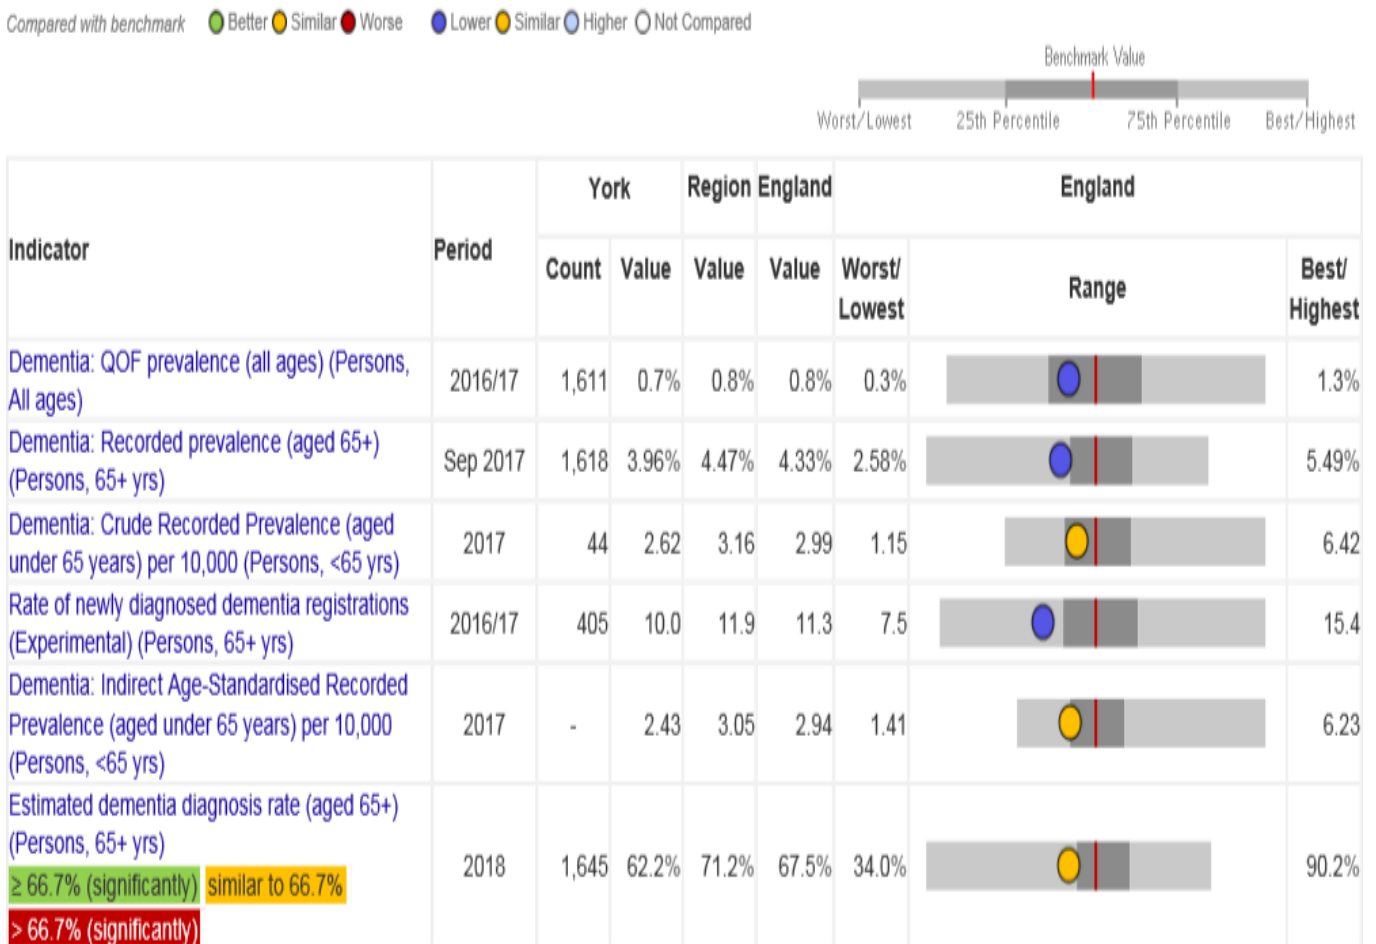 Compared with benchmark Better Similar Worse Lower Similar Higher Not Compared
Benchmark Value
Worst/Lowest 25th Percentile 75th Percentile Best/Highest
Indicator Period York Region England England
Count Value Value Value Worst/ Lowest Range Best/ Highest
Dementia: QOF prevalence (all ages) (Persons,
All ages) 2016/17 1,611 0.7% 0.8% 0.8% 0.3% 1.3%
Dementia: Recorded prevalence (aged 65+)
(Persons, 65+ yrs) Sep 2017 1,618 3.96% 4.47% 4.33% 2.58% 5.49%
Dementia: Crude Recorded Prevalence (aged
under 65 years) per 10,000 (Persons, <65 yrs) 2017 44 2.62 3.16 2.99 1.15 6.42
Rate of newly diagnosed dementia registrations
(Experimental) (Persons, 65+ yrs) 2016/17 405 10.0 11.9 11.3 7.5 15.4
Dementia: Indirect Age-Standardised Recorded
Prevalence (aged under 65 years) per 10,000
(Persons, <65 yrs) 2017 - 2.43 3.05 2.94 1.41 6.23
Estimated dementia diagnosis rate (aged 65+)
(Persons, 65+ yrs) 2018 1,645 62.2% 71.2% 67.5% 34.0% 90.2%
≥ 66.7% (significantly) similar to 66.7%
> 66.7% (significantly)